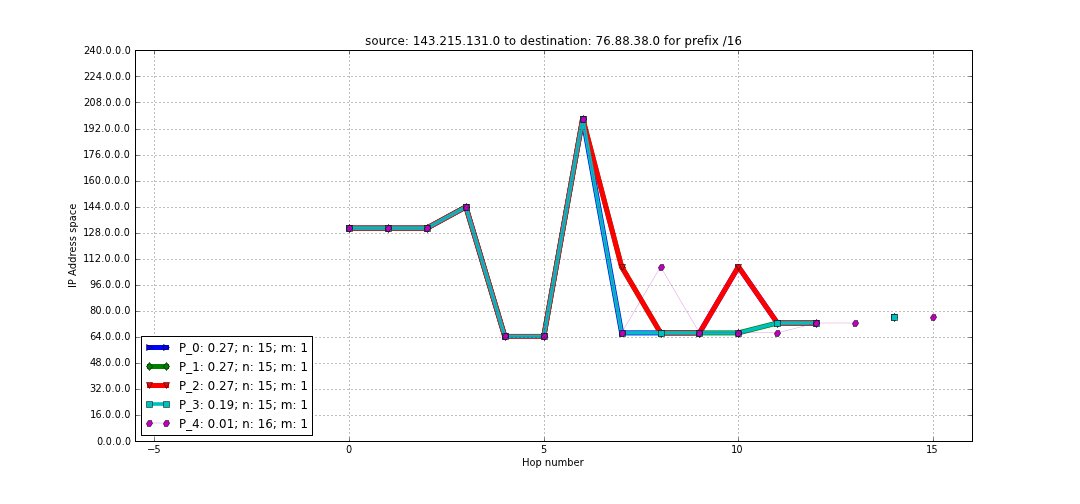 source: 143.215.131.0 to destination: 76.88.38.0 for prefix /16
240.0.0.0
224.0.0.0
208.0.0.0
192.0.0.0
176.0.0.0
160.0.0.0
144.0.0.0
128.0.0.0
112.0.0.0
96.0.0.0
80.0.0.0
64.0.0.0
48.0.0.0
32.0.0.0
16.0.0.0
0.0.0.0
IP Address space
P_0: 0.27; n: 15; m: 1
P_1: 0.27; n: 15; m: 1
P_2: 0.27; n: 15; m: 1
P_3: 0.19; n: 15; m: 1
P_4: 0.01; n: 16; m: 1
−5 0 5 10 15
Hop number